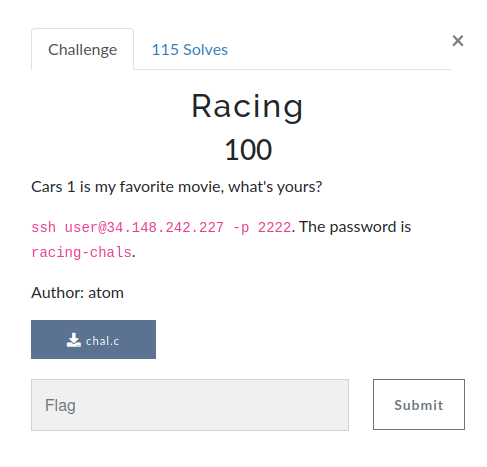 Challenge
115 Solves
×
Racing
100
Cars 1 is my favorite movie, what's yours?
ssh user@34.148.242.227 -p 2222. The password is
racing-chals.
Author: atom
chal.c
Flag
Submit